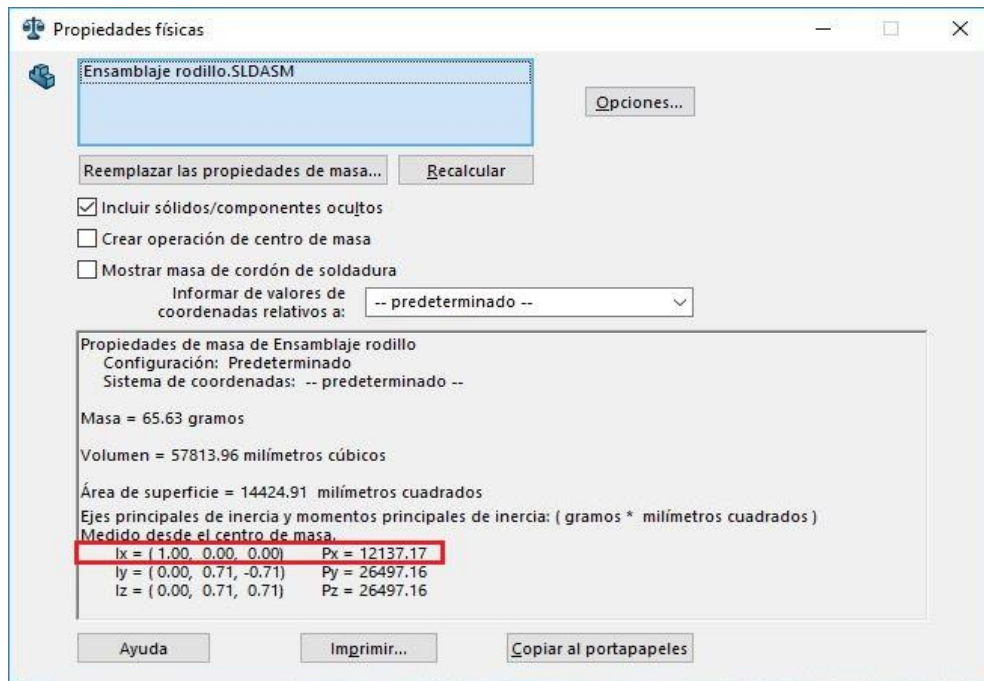 Propiedades físicas
Ensamblaje rodillo.SLDASM
Opciones...
Reemplazar las propiedades de masa...
Recalcular
Incluir sólidos/componentes ocultos
Crear operación de centro de masa
Mostrar masa de cordón de soldadura
Informar de valores de
coordenadas relativos a:
-- predeterminado --
Propiedades de masa de Ensamblaje rodillo
Configuración: Predeterminado
Sistema de coordenadas: -- predeterminado --
Masa = 65.63 gramos
Volumen = 57813.96 milímetros cúbicos
Área de superficie = 14424.91 milímetros cuadrados
Ejes principales de inercia y momentos principales de inercia: ( gramos * milímetros cuadrados )
Medido desde el centro de masa.
Ix = ( 1.00, 0.00, 0.00) Px = 12137.17
Iy = ( 0.00, 0.71, -0.71) Py = 26497.16
Iz = ( 0.00, 0.71, 0.71) Pz = 26497.16
Ayuda
Imprimir...
Copiar al portapapeles